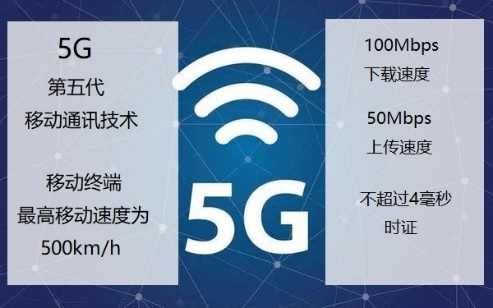 5G
第五代
移动通讯技术
移动终端
最高移动速度为
500km/h
5G
100Mbps
下载速度
50Mbps
上传速度
不超过4毫秒
时证